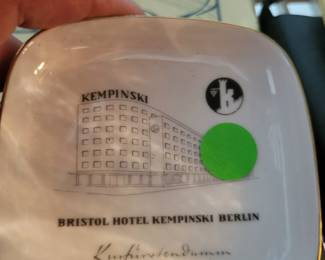 KEMPINSKI
BRISTOL HOTEL KEMPINSKI BERLIN
Kurfürstendamm